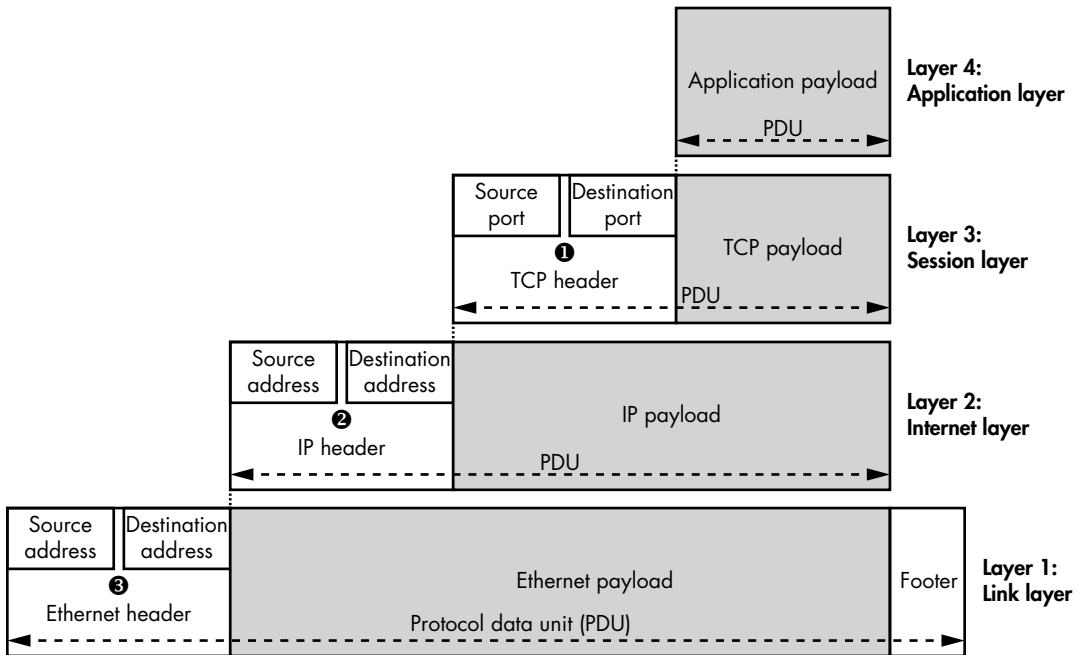 Application payload
PDU
Layer 4:
Application layer
Source
port
Destination
port
❶
TCP header
TCP payload
PDU
Layer 3:
Session layer
Source
address
Destination
address
❷
IP header
IP payload
PDU
Layer 2:
Internet layer
Source
address
Destination
address
❸
Ethernet header
Ethernet payload
Protocol data unit (PDU)
Footer
Layer 1:
Link layer